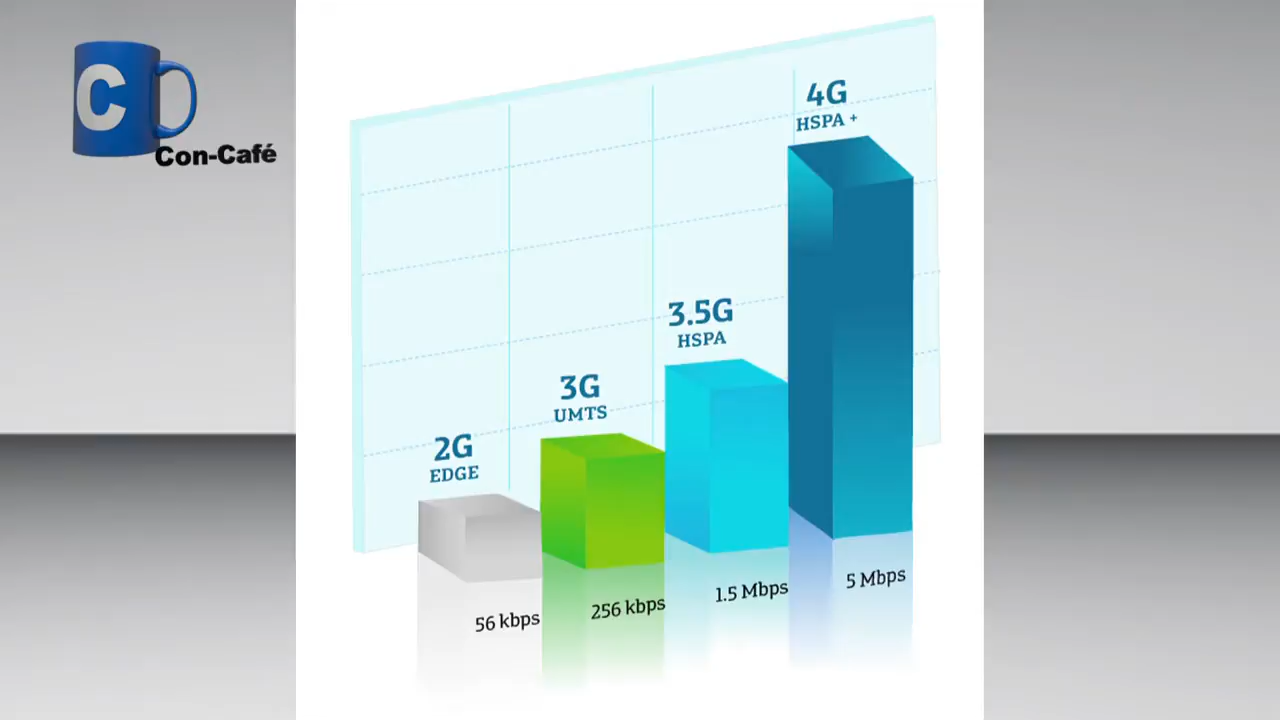 C
Con-Café
4G
HSPA +
3.5G
HSPA
3G
UMTS
2G
EDGE
56 kbps
256 kbps
1.5 Mbps
5 Mbps